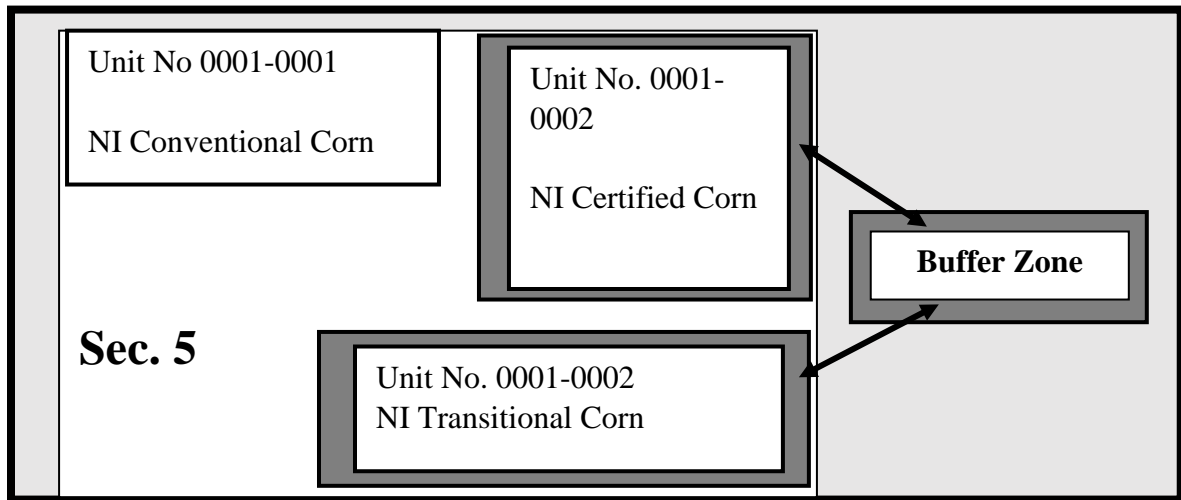 Unit No 0001-0001
NI Conventional Corn
Unit No. 0001-
0002
NI Certified Corn
Buffer Zone
Sec. 5
Unit No. 0001-0002
NI Transitional Corn